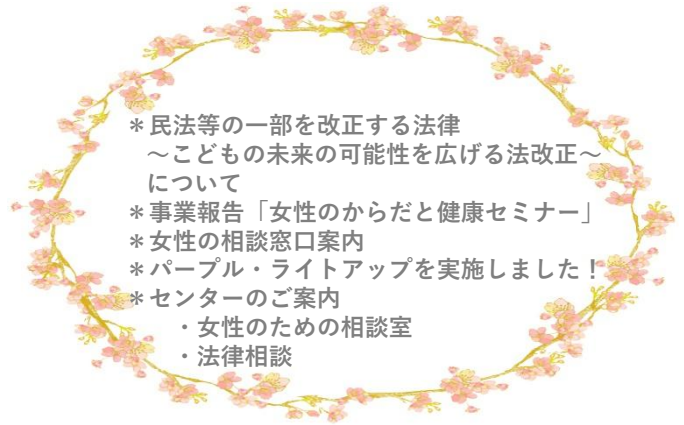 ＊民法等の一部を改正する法律
～こどもの未来の可能性を広げる法改正～
について
＊事業報告「女性のからだと健康セミナー」
＊女性の相談窓口案内
＊パープル・ライトアップを実施しました！
＊センターのご案内
・女性のための相談室
・法律相談